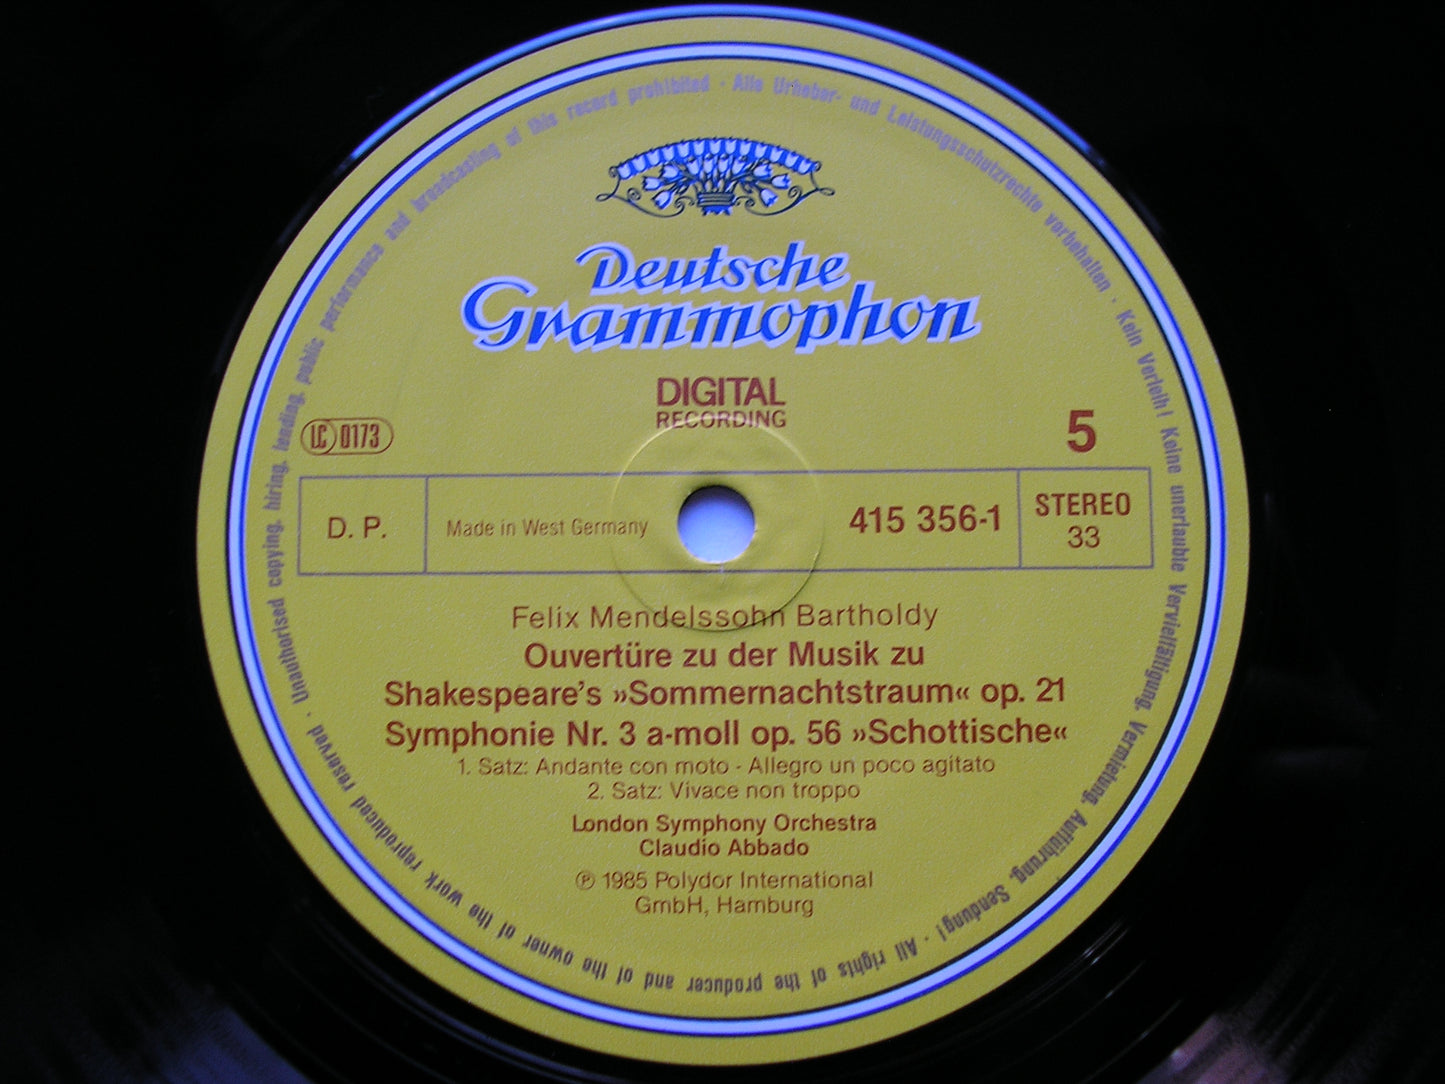 Deutsche
Grammophon
DIGITAL
RECORDING
5
LC 0173
D. P.
Made in West Germany
415 356-1
STEREO
33
Felix Mendelssohn Bartholdy
Ouvertüre zu der Musik zu
Shakespeare's »Sommernachtstraum« op. 21
Symphonie Nr. 3 a-moll op. 56 »Schottische«
1. Satz: Andante con moto - Allegro un poco agitato
2. Satz: Vivace non troppo
London Symphony Orchestra
Claudio Abbado
℗ 1985 Polydor International
GmbH, Hamburg
Alle Urheber- und Leistungsschutzrechte vorbehalten · Kein Verleih! Keine unerlaubte Vervielfältigung, Vermietung, Aufführung, Sendung! · All rights of the producer and of the owner of the work reproduced reserved · Unauthorised copying, hiring, lending, public performance and broadcasting of this record prohibited ·